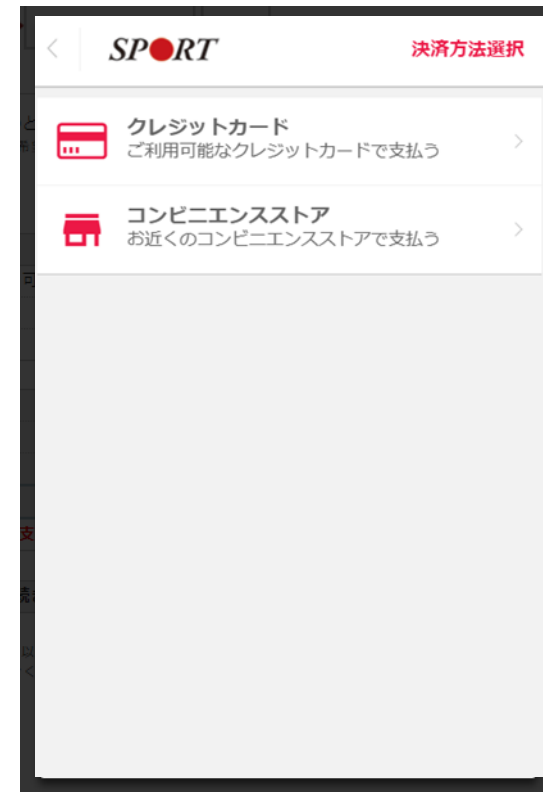 SPORT
決済方法選択
クレジットカード
ご利用可能なクレジットカードで支払う
コンビニエンスストア
お近くのコンビニエンスストアで支払う